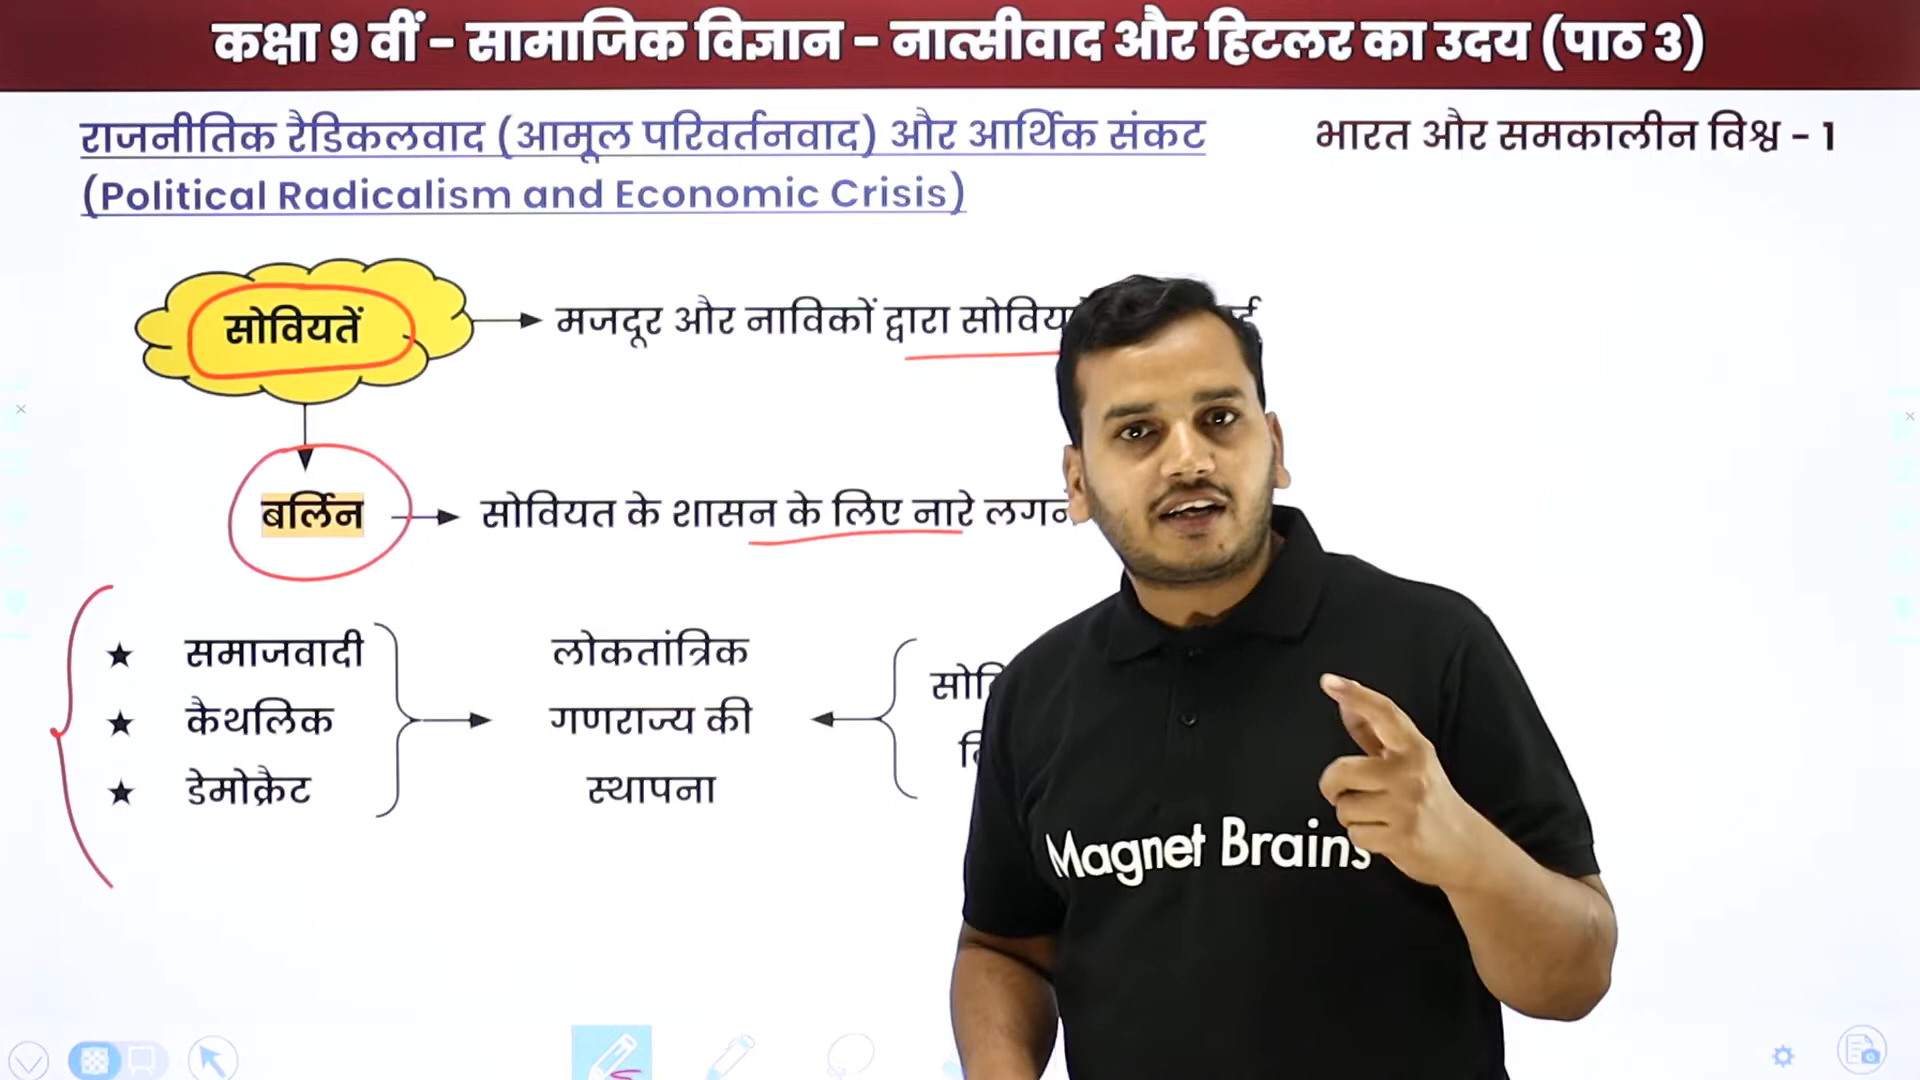 कक्षा 9 वीं - सामाजिक विज्ञान - नात्सीवाद और हिटलर का उदय (पाठ 3)
राजनीतिक रैडिकलवाद (आमूल परिवर्तनवाद) और आर्थिक संकट
भारत और समकालीन विश्व - 1
(Political Radicalism and Economic Crisis)
सोवियतें
मजदूर और नाविकों द्वारा
बर्लिन
सोवियत के शासन के लिए नारे
★ समाजवादी
★ कैथलिक
★ डेमोक्रैट
लोकतांत्रिक
गणराज्य की
स्थापना
Magnet Brains